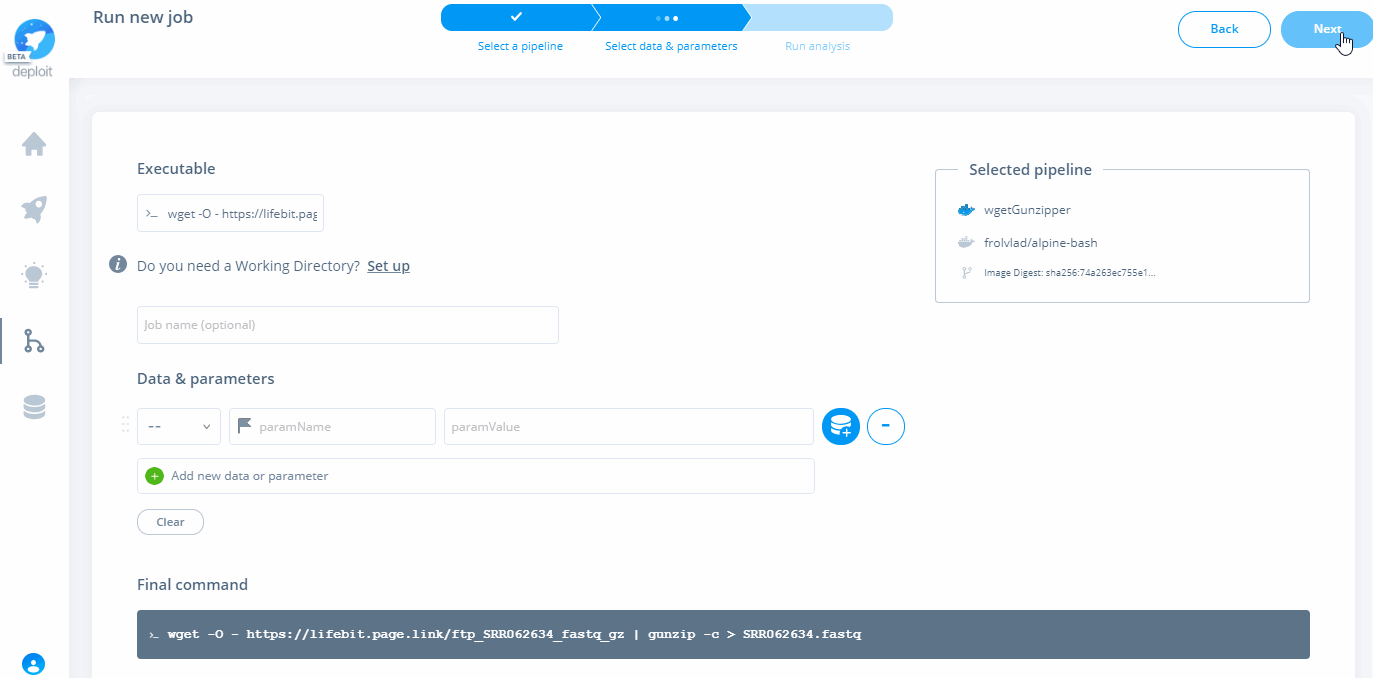 Run new job
Select a pipeline
Select data & parameters
Run analysis
Back
Next
BETA
deploit
Executable
>_ wget -O - https://lifebit.pag
Do you need a Working Directory? Set up
Job name (optional)
Data & parameters
--
paramName
paramValue
-
+ Add new data or parameter
Clear
Selected pipeline
wgetGunzipper
frolvlad/alpine-bash
Image Digest: sha256:74a263ec755e1...
Final command
>_ wget -O - https://lifebit.page.link/ftp_SRR062634_fastq_gz | gunzip -c > SRR062634.fastq